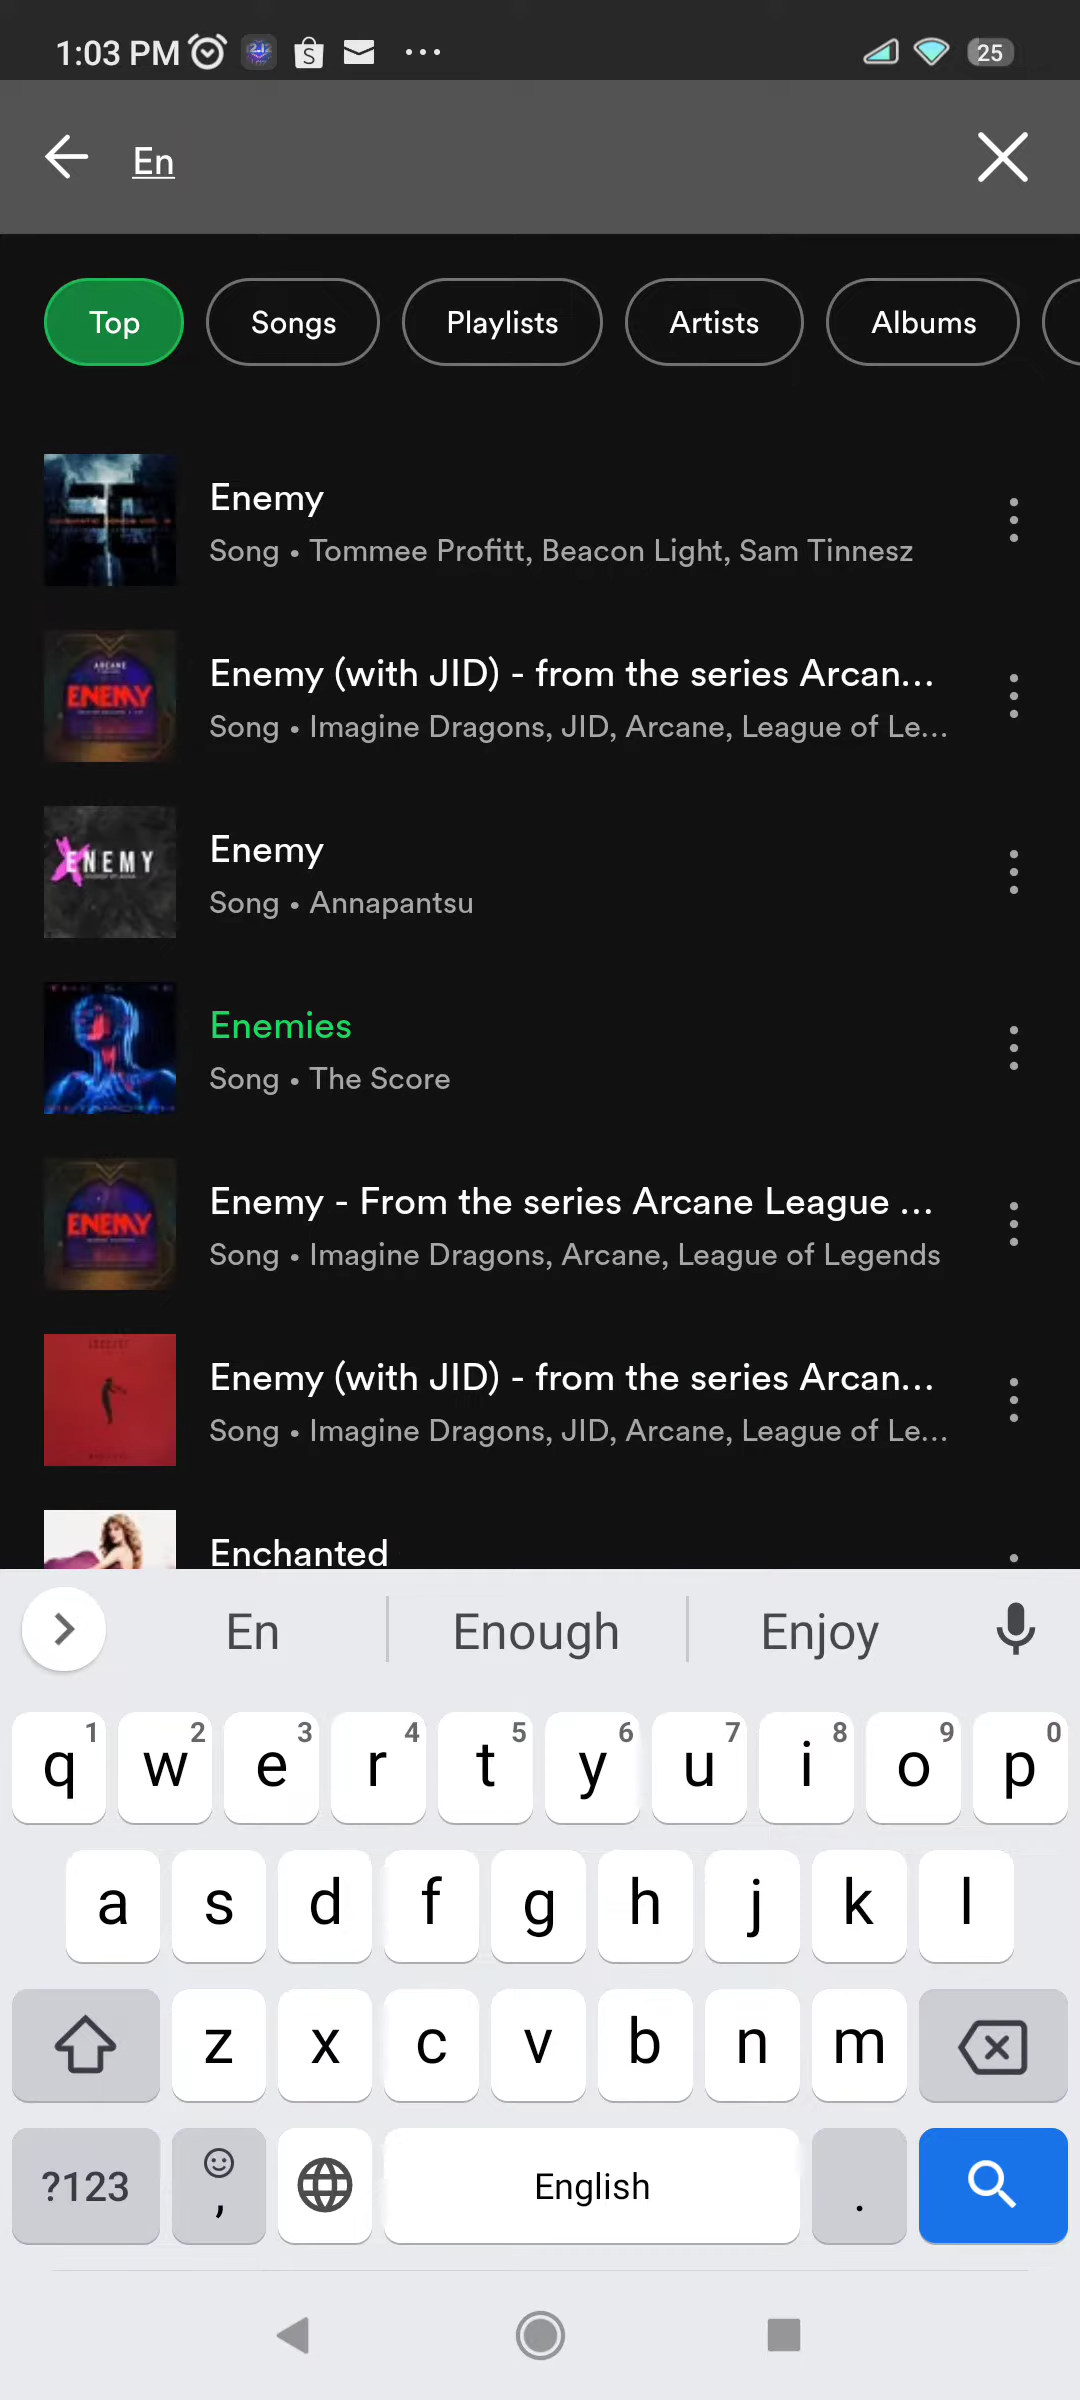 1:03 PM
25
En
Top
Songs
Playlists
Artists
Albums
Enemy
Song • Tommee Profitt, Beacon Light, Sam Tinnesz
ARCANE
ENEMY
Enemy (with JID) - from the series Arcan...
Song • Imagine Dragons, JID, Arcane, League of Le...
ENEMY
Enemy
Song • Annapantsu
Enemies
Song • The Score
ENEMY
Enemy - From the series Arcane League ...
Song • Imagine Dragons, Arcane, League of Legends
Enemy (with JID) - from the series Arcan...
Song • Imagine Dragons, JID, Arcane, League of Le...
Enchanted
En
Enough
Enjoy
q 1 w 2 e 3 r 4 t 5 y 6 u 7 i 8 o 9 p 0
a s d f g h j k l
z x c v b n m
?123 , English .